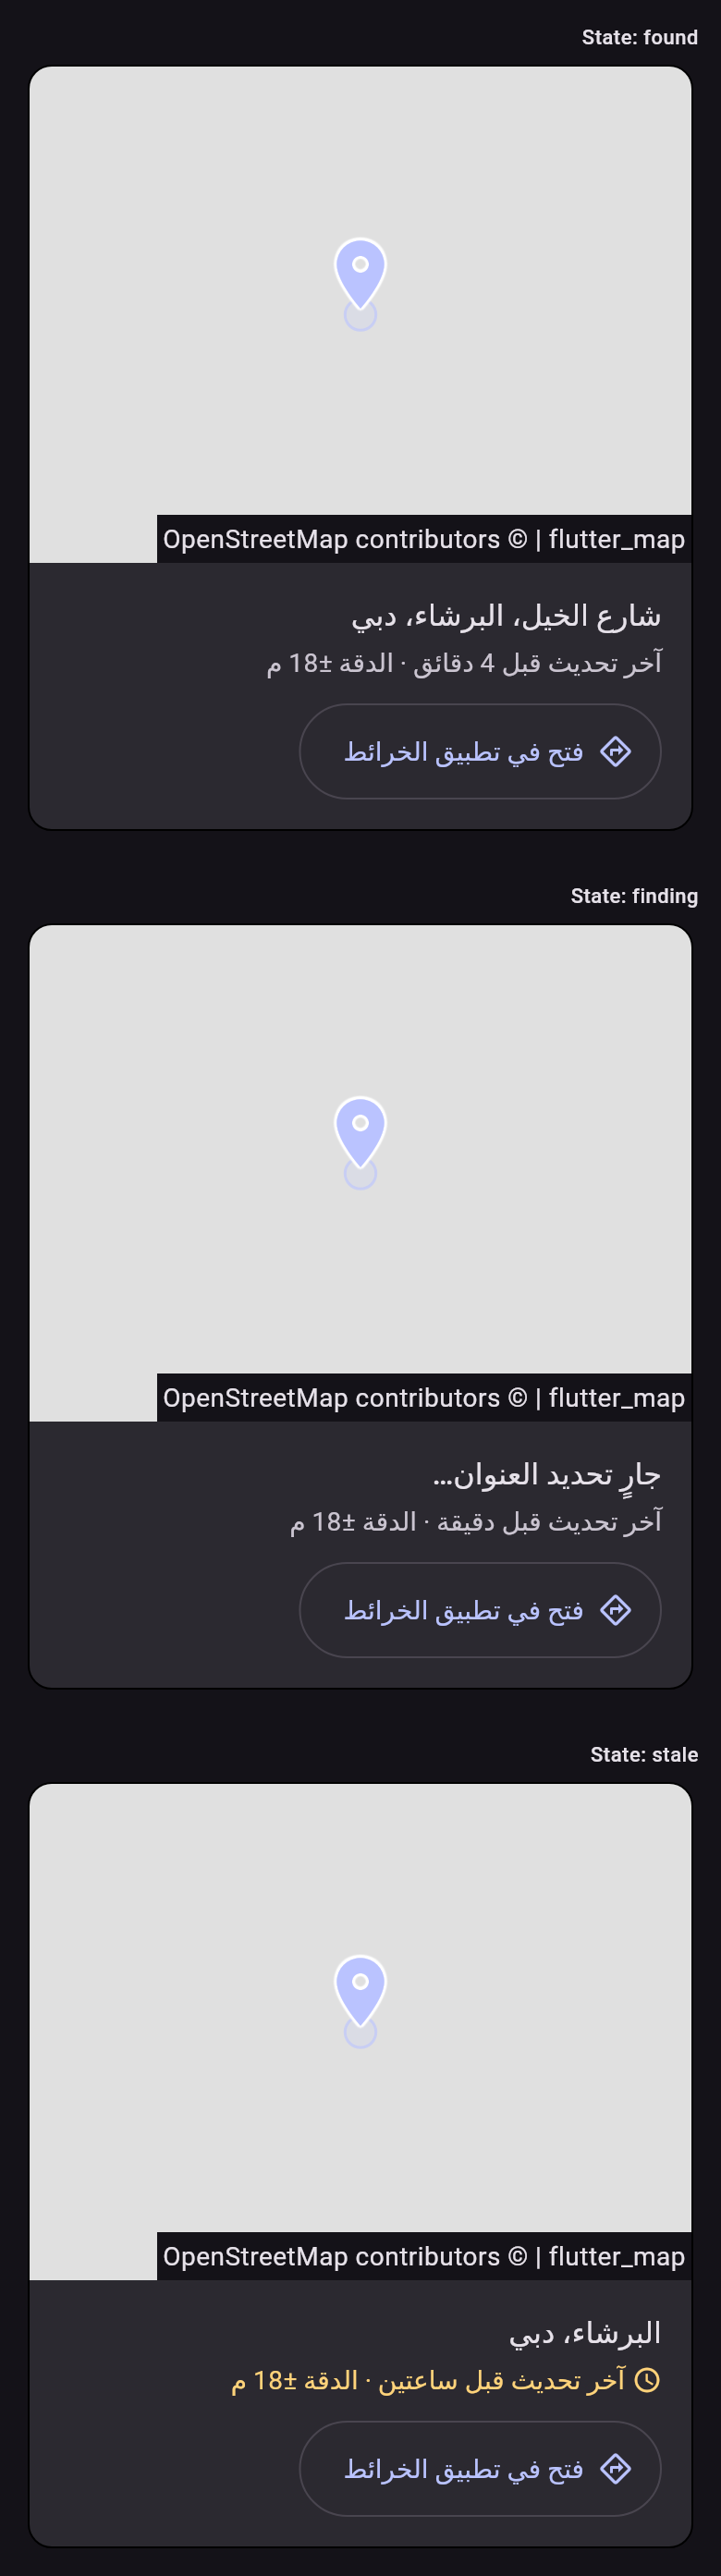 State: found
OpenStreetMap contributors © | flutter_map
شارع الخيل، البرشاء، دبي
آخر تحديث قبل 4 دقائق · الدقة ±18 م
فتح في تطبيق الخرائط
State: finding
OpenStreetMap contributors © | flutter_map
جارٍ تحديد العنوان…
آخر تحديث قبل دقيقة · الدقة ±18 م
فتح في تطبيق الخرائط
State: stale
OpenStreetMap contributors © | flutter_map
البرشاء، دبي
آخر تحديث قبل ساعتين · الدقة ±18 م
فتح في تطبيق الخرائط